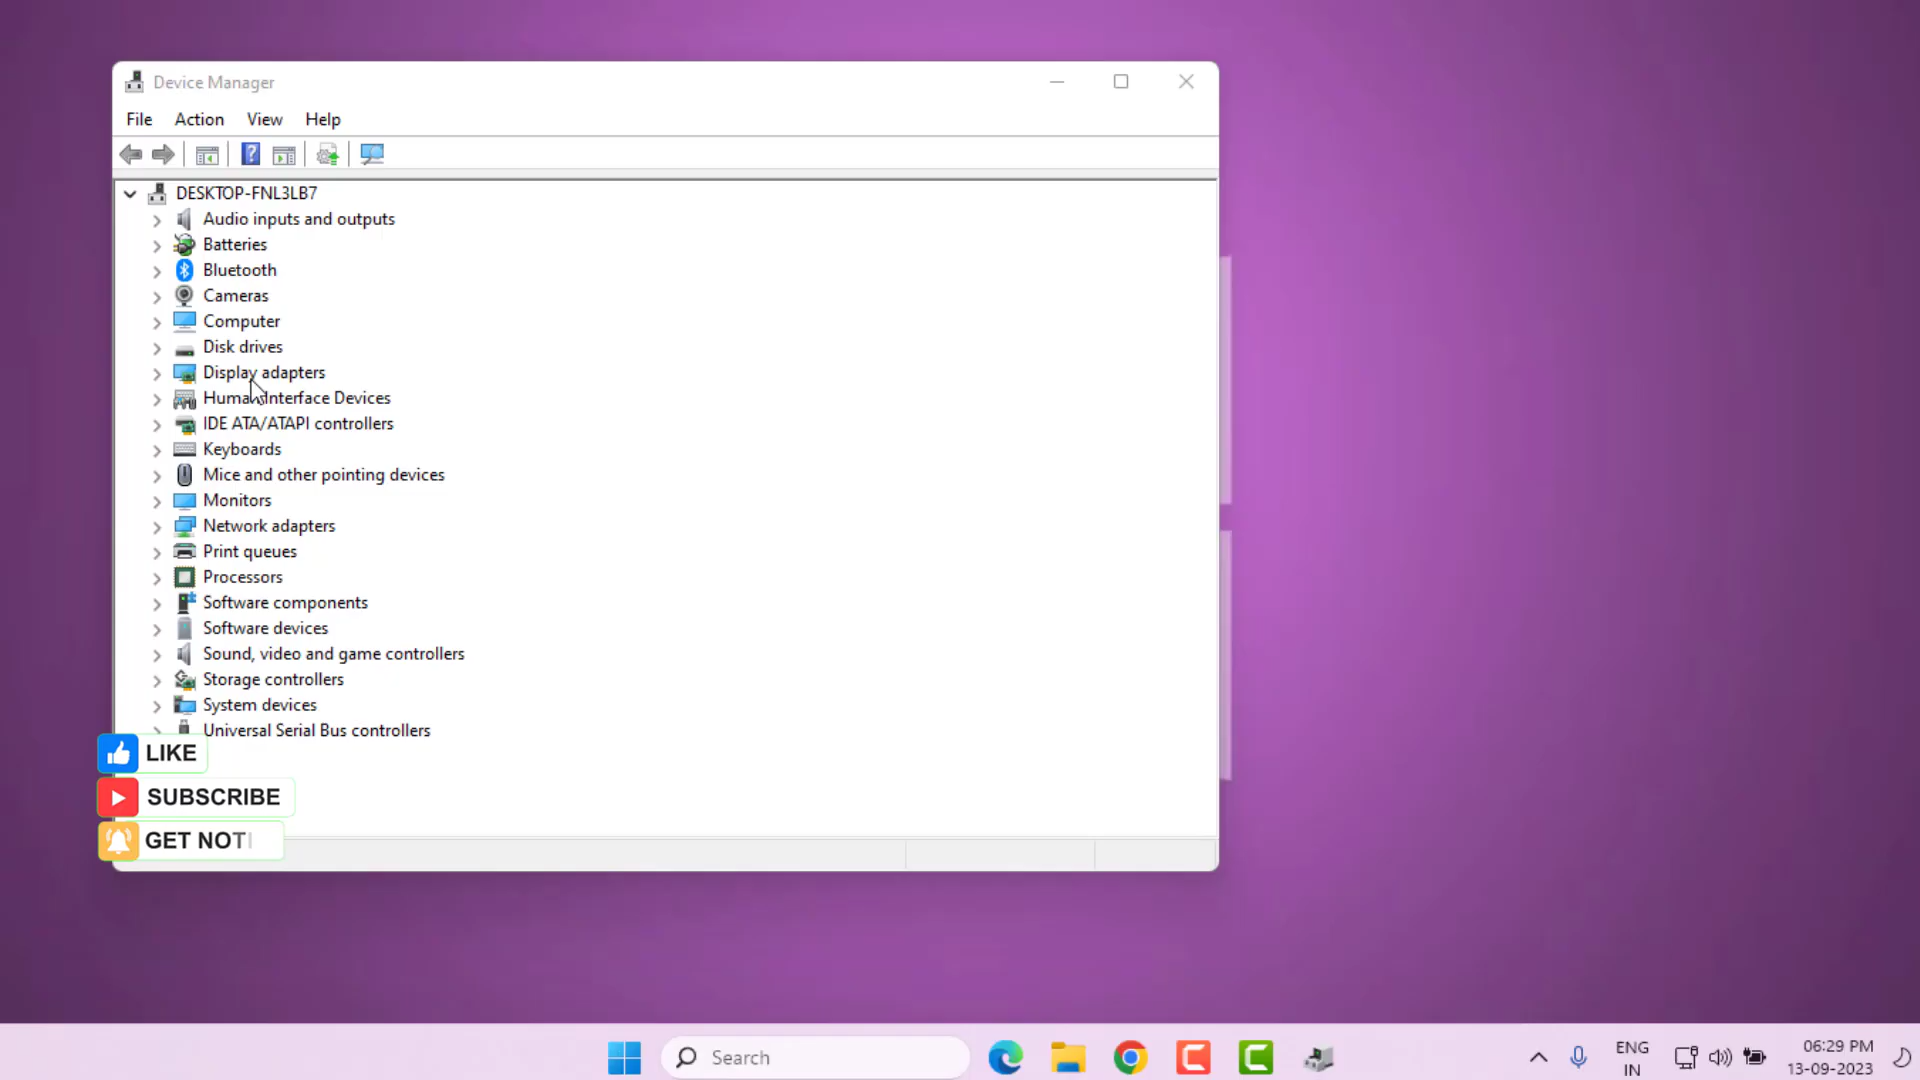 Device Manager
File Action View Help
DESKTOP-FNL3LB7
Audio inputs and outputs
Batteries
Bluetooth
Cameras
Computer
Disk drives
Display adapters
Human Interface Devices
IDE ATA/ATAPI controllers
Keyboards
Mice and other pointing devices
Monitors
Network adapters
Print queues
Processors
Software components
Software devices
Sound, video and game controllers
Storage controllers
System devices
Universal Serial Bus controllers
LIKE
SUBSCRIBE
GET NOTI
Search
ENG
IN
06:29 PM
13-09-2023